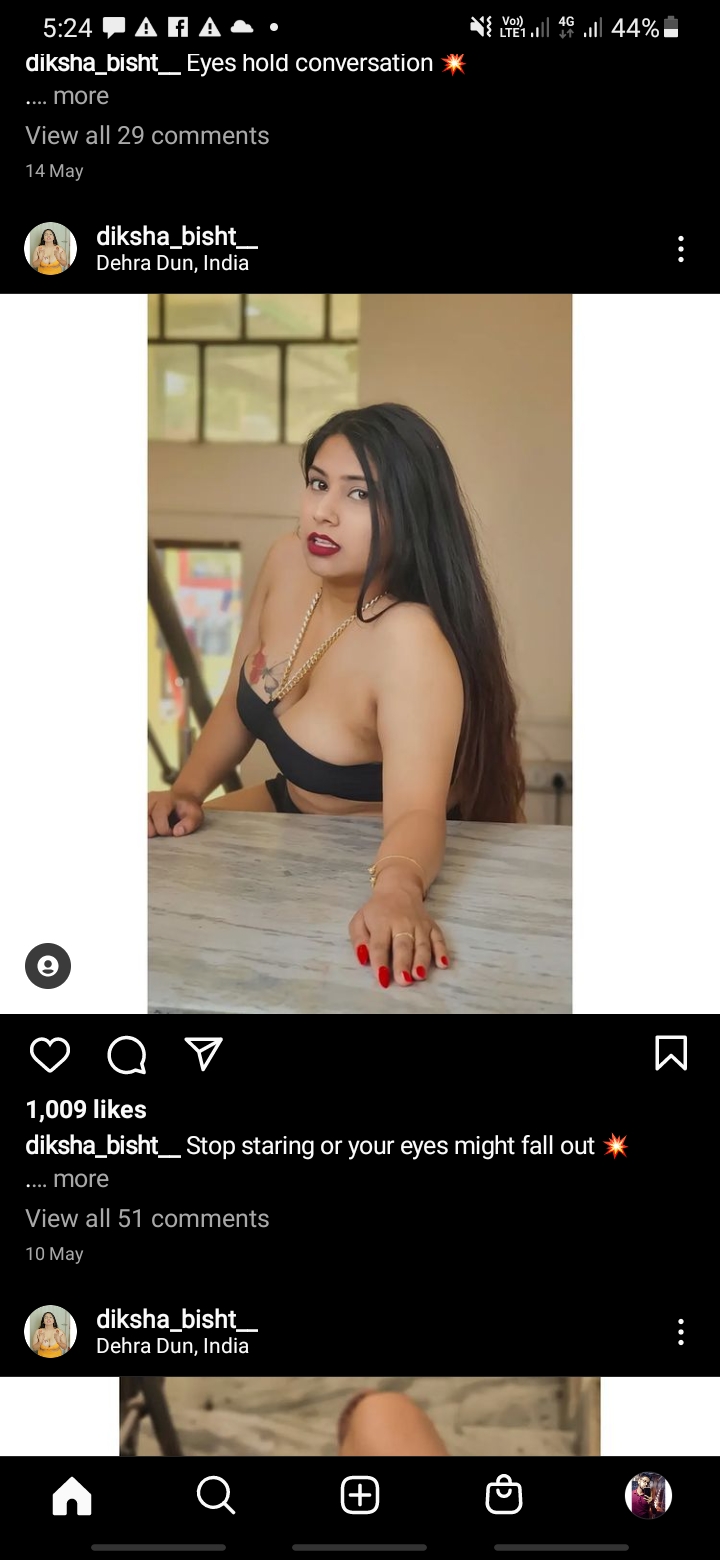 5:24
Vo)) 4G 44%
LTE1
diksha_bisht__ Eyes hold conversation 💥
.... more
View all 29 comments
14 May
diksha_bisht__
Dehra Dun, India
1,009 likes
diksha_bisht__ Stop staring or your eyes might fall out 💥
.... more
View all 51 comments
10 May
diksha_bisht__
Dehra Dun, India